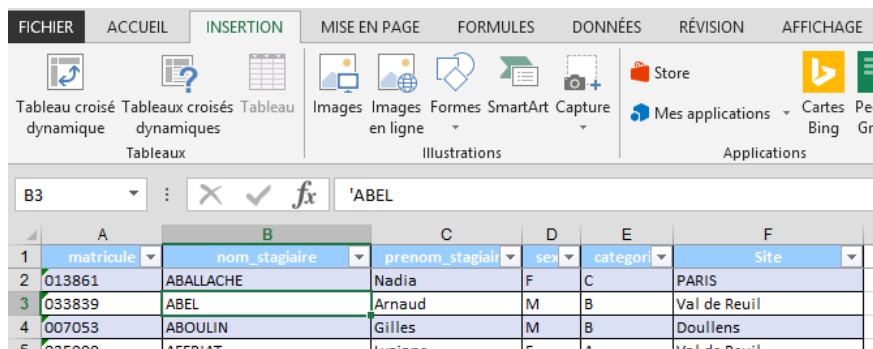 FICHIER ACCUEIL INSERTION MISE EN PAGE FORMULES DONNÉES RÉVISION AFFICHAGE
Tableau croisé dynamique Tableaux croisés dynamiques Tableau Images Images en ligne Formes SmartArt Capture Store Mes applications Cartes Bing
Tableaux Illustrations Applications
B3 fx 'ABEL
A B C D E F
1 matricule nom_stagiaire prenom_stagiair sex categori Site
2 013861 ABALLACHE Nadia F C PARIS
3 033839 ABEL Arnaud M B Val de Reuil
4 007053 ABOULIN Gilles M B Doullens